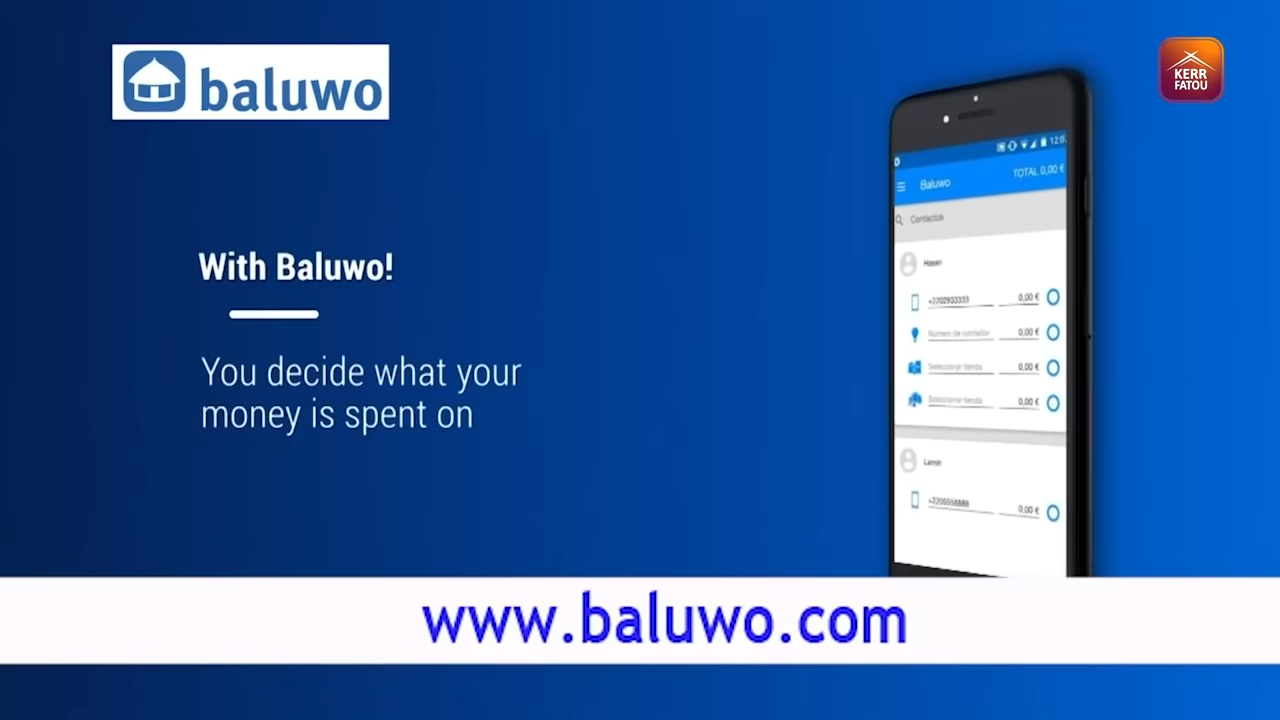 baluwo
KERR
FATOU
With Baluwo!
You decide what your
money is spent on
12:0
Baluwo
TOTAL 0,00 €
Contactos
Hasan
+2202933333
0,00 €
Número de contador
0,00 €
Seleccionar tienda
0,00 €
Seleccionar tienda
0,00 €
Lamin
0,00 €
www.baluwo.com